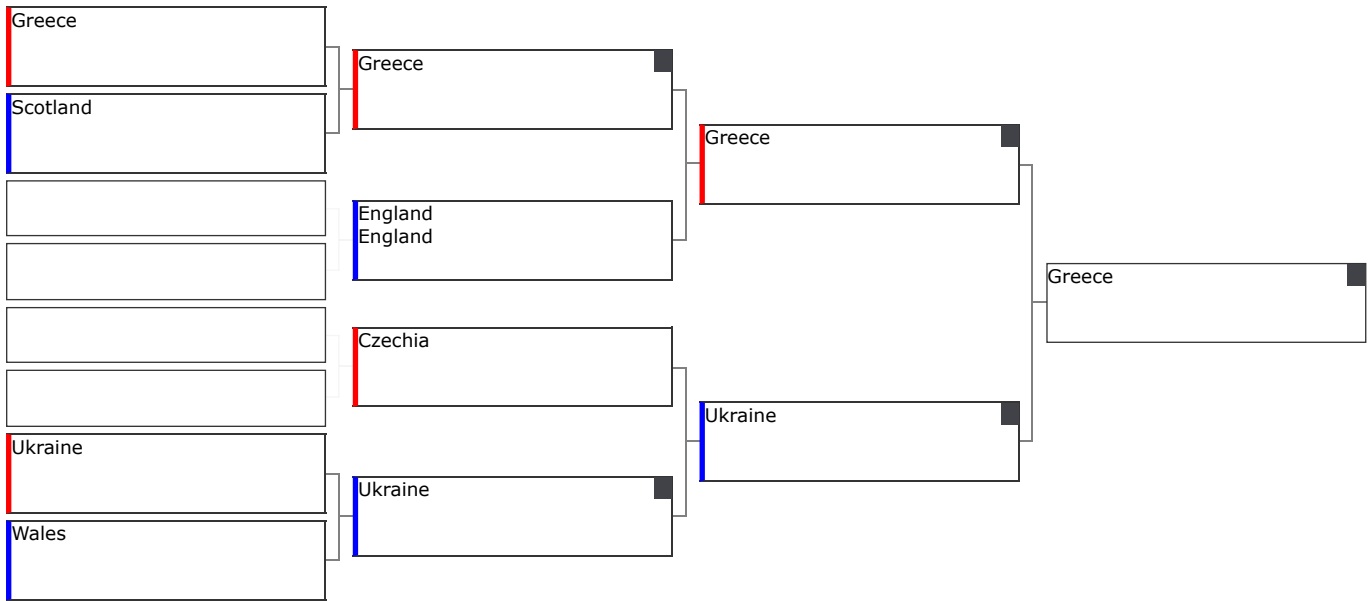 Greece
Scotland
Ukraine
Wales
Greece
England
England
Czechia
Ukraine
Greece
Ukraine
Greece